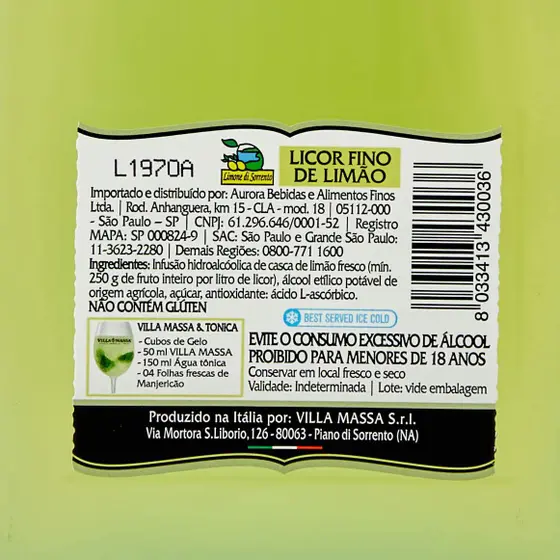 L1970A
Limone di Sorrento
LICOR FINO
DE LIMÃO
Importado e distribuído por: Aurora Bebidas e Alimentos Finos
Ltda. | Rod. Anhanguera, km 15 - CLA - mod. 18 | 05112-000
- São Paulo – SP | CNPJ: 61.296.646/0001-52 | Registro
MAPA: SP 000824-9 | SAC: São Paulo e Grande São Paulo:
11-3623-2280 | Demais Regiões: 0800-771 1600
Ingredientes: Infusão hidroalcoólica de casca de limão fresco (mín.
250 g de fruto inteiro por litro de licor), álcool etílico potável de
origem agrícola, açúcar, antioxidante: ácido L-ascórbico.
NÃO CONTÉM GLÚTEN
8 033413 430036
VILLA MASSA & TONICA
VILLA MASSA
- Cubos de Gelo
- 50 ml VILLA MASSA
- 150 ml Água tônica
- 04 Folhas frescas de
Manjericão
BEST SERVED ICE COLD
EVITE O CONSUMO EXCESSIVO DE ÁLCOOL
PROIBIDO PARA MENORES DE 18 ANOS
Conservar em local fresco e seco
Validade: Indeterminada | Lote: vide embalagem
Produzido na Itália por: VILLA MASSA S.r.l.
Via Mortora S.Liborio, 126 - 80063 - Piano di Sorrento (NA)